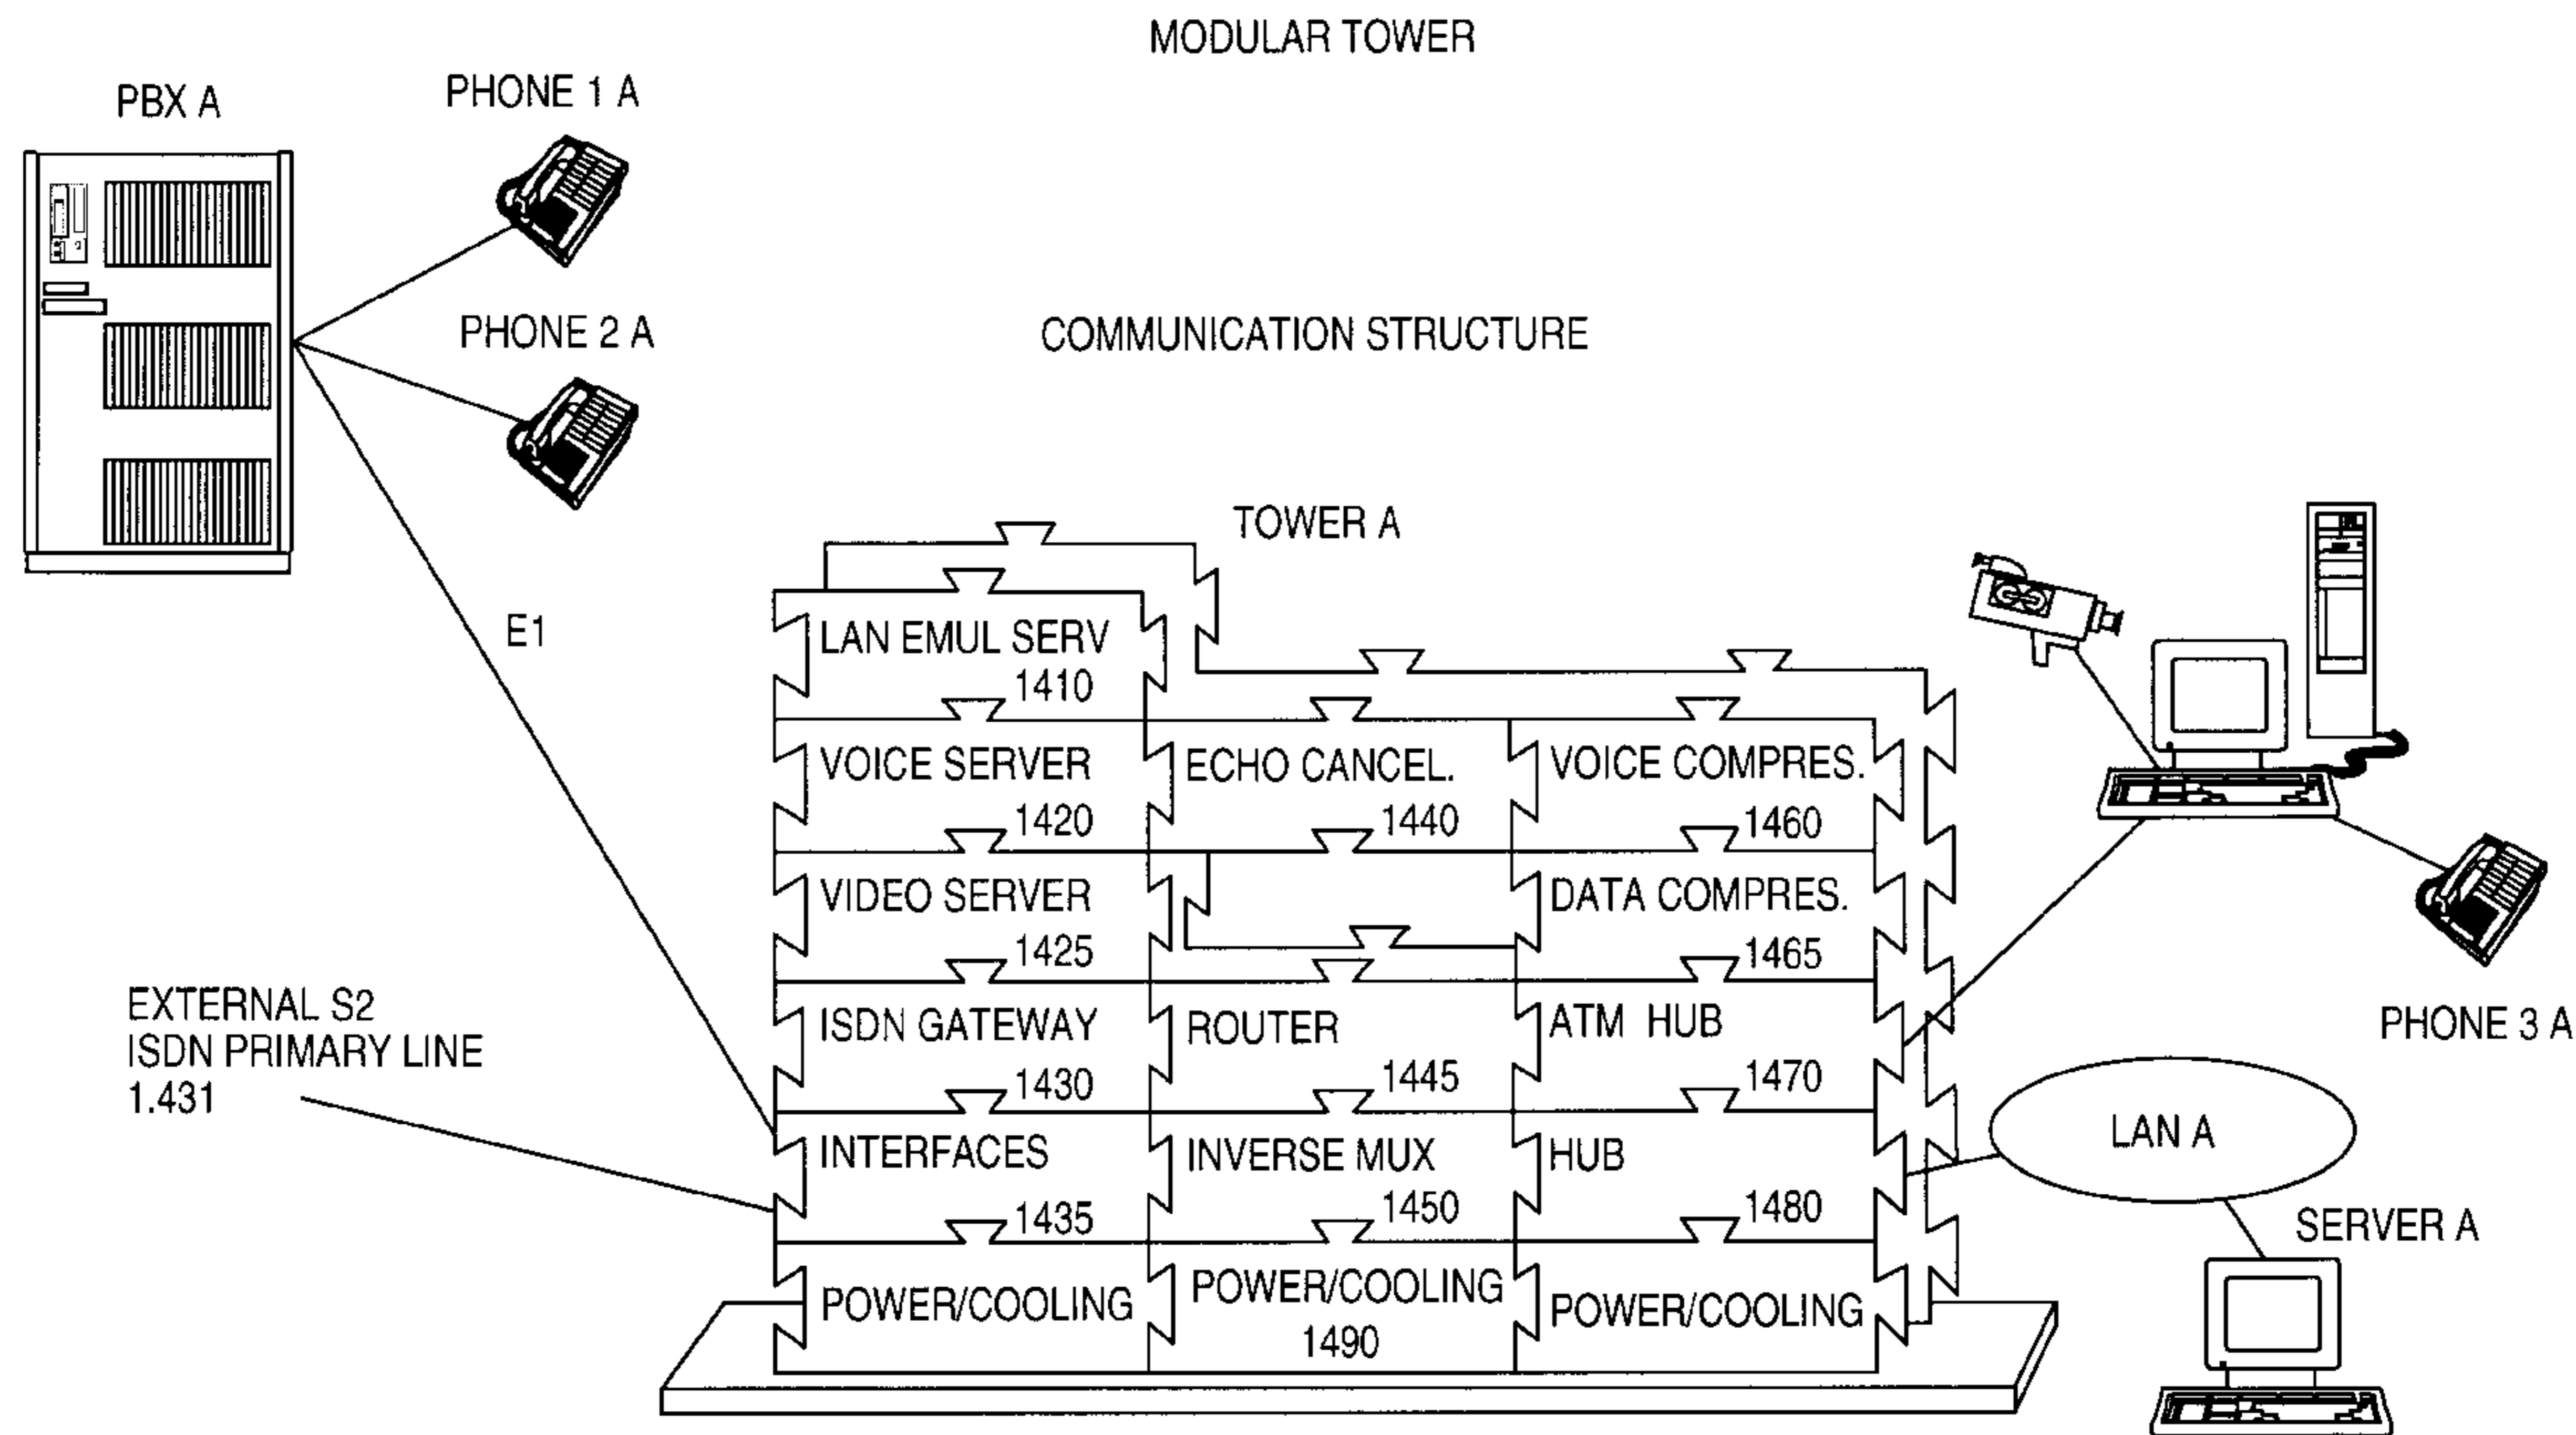 MODULAR TOWER
PBX A
PHONE 1 A
PHONE 2 A
COMMUNICATION STRUCTURE
TOWER A
E1
LAN EMUL SERV
1410
VOICE SERVER
1420
ECHO CANCEL.
1440
VOICE COMPRES.
1460
VIDEO SERVER
1425
DATA COMPRES.
1465
EXTERNAL S2
ISDN PRIMARY LINE
1.431
ISDN GATEWAY
1430
ROUTER
1445
ATM HUB
1470
PHONE 3 A
INTERFACES
1435
INVERSE MUX
1450
HUB
1480
LAN A
SERVER A
POWER/COOLING
POWER/COOLING
1490
POWER/COOLING